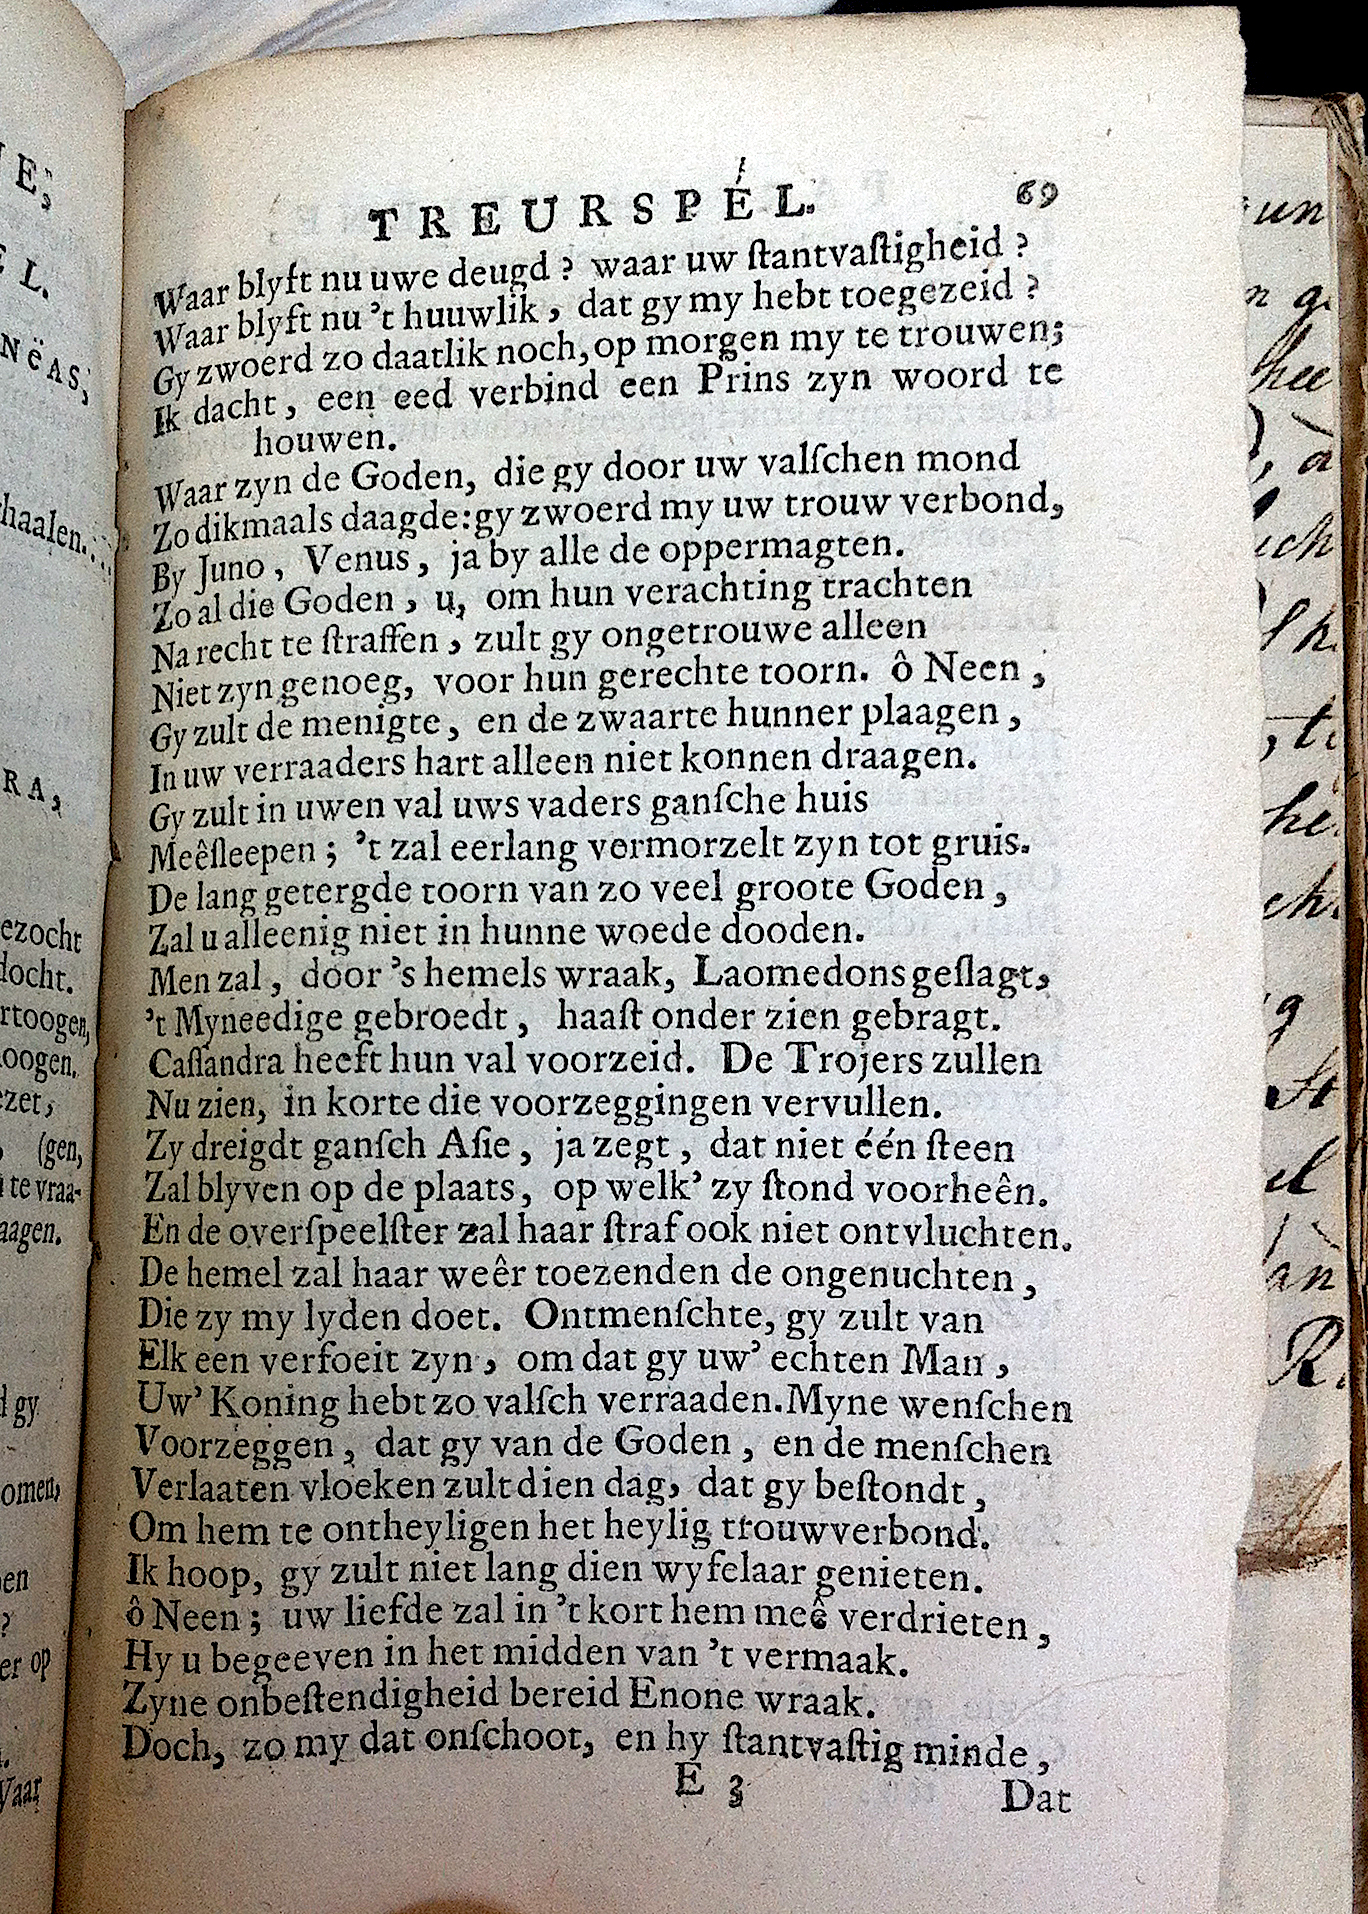 TREURSPÉL. 69
Waar blyft nu uwe deugd? waar uw ſtantvaſtigheid?
Waar blyft nu 't huuwlik, dat gy my hebt toegezeid?
Gy zwoerd zo daatlik noch, op morgen my te trouwen;
Ik dacht, een eed verbind een Prins zyn woord te
houwen.
Waar zyn de Goden, die gy door uw valſchen mond
Zo dikmaals daagde: gy zwoerd my uw trouw verbond,
By Juno, Venus, ja by alle de oppermagten.
Zo al die Goden, u, om hun verachting trachten
Na recht te ſtraffen, zult gy ongetrouwe alleen
Niet zyn genoeg, voor hun gerechte toorn. ô Neen,
Gy zult de menigte, en de zwaarte hunner plaagen,
In uw verraaders hart alleen niet konnen draagen.
Gy zult in uwen val uws vaders ganſche huis
Meêſleepen; 't zal eerlang vermorzelt zyn tot gruis.
De lang getergde toorn van zo veel groote Goden,
Zal u alleenig niet in hunne woede dooden.
Men zal, door 's hemels wraak, Laomedons geſlagt,
't Myneedige gebroedt, haaſt onder zien gebragt.
Caſſandra heeft hun val voorzeid. De Trojers zullen
Nu zien, in korte die voorzeggingen vervullen.
Zy dreigdt ganſch Aſie, ja zegt, dat niet één ſteen
Zal blyven op de plaats, op welk' zy ſtond voorheên.
En de overſpeelſter zal haar ſtraf ook niet ontvluchten.
De hemel zal haar weêr toezenden de ongenuchten,
Die zy my lyden doet. Ontmenſchte, gy zult van
Elk een verfoeit zyn, om dat gy uw' echten Man,
Uw' Koning hebt zo valſch verraaden. Myne wenſchen
Voorzeggen, dat gy van de Goden, en de menſchen
Verlaaten vloeken zult dien dag, dat gy beſtondt,
Om hem te ontheyligen het heylig trouwverbond.
Ik hoop, gy zult niet lang dien wyfelaar genieten.
ô Neen; uw liefde zal in 't kort hem meê verdrieten,
Hy u begeeven in het midden van 't vermaak.
Zyne onbeſtendigheid bereid Enone wraak.
Doch, zo my dat onſchoot, en hy ſtantvaſtig minde,
E 3 Dat